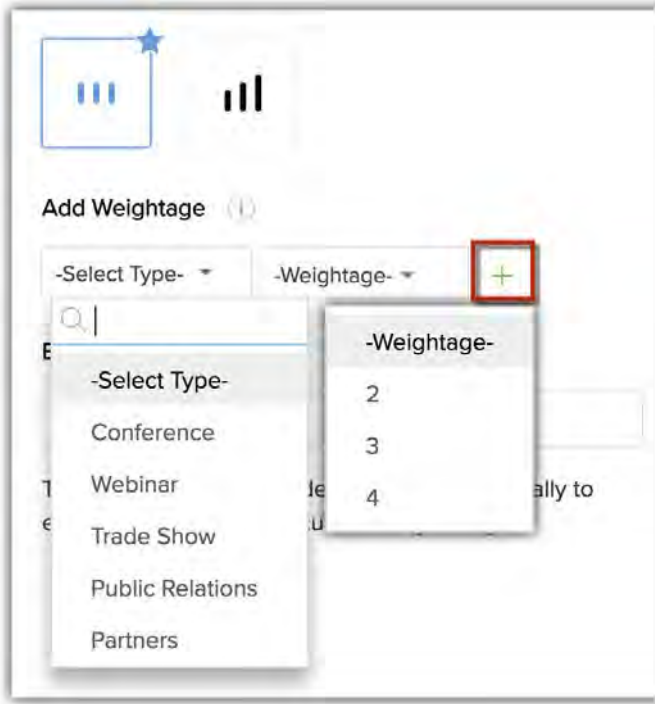 Add Weightage
-Select Type- -Weightage- +
-Select Type-
Conference
Webinar
Trade Show
Public Relations
Partners
-Weightage-
2
3
4
ally to